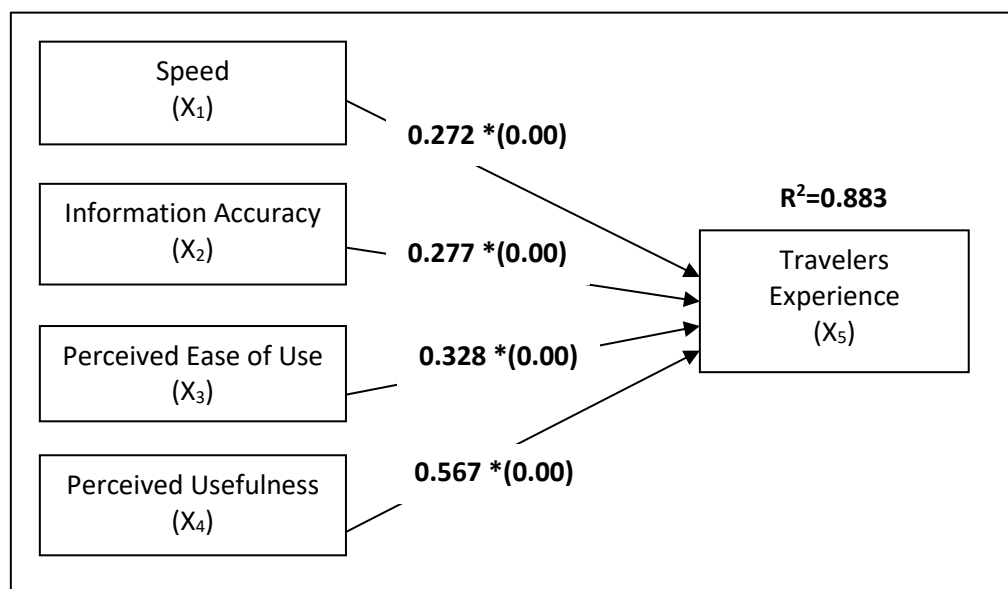 Speed
(X₁)
0.272 *(0.00)
Information Accuracy
(X₂)
0.277 *(0.00)
Perceived Ease of Use
(X₃)
0.328 *(0.00)
Perceived Usefulness
(X₄)
0.567 *(0.00)
R²=0.883
Travelers
Experience
(X₅)